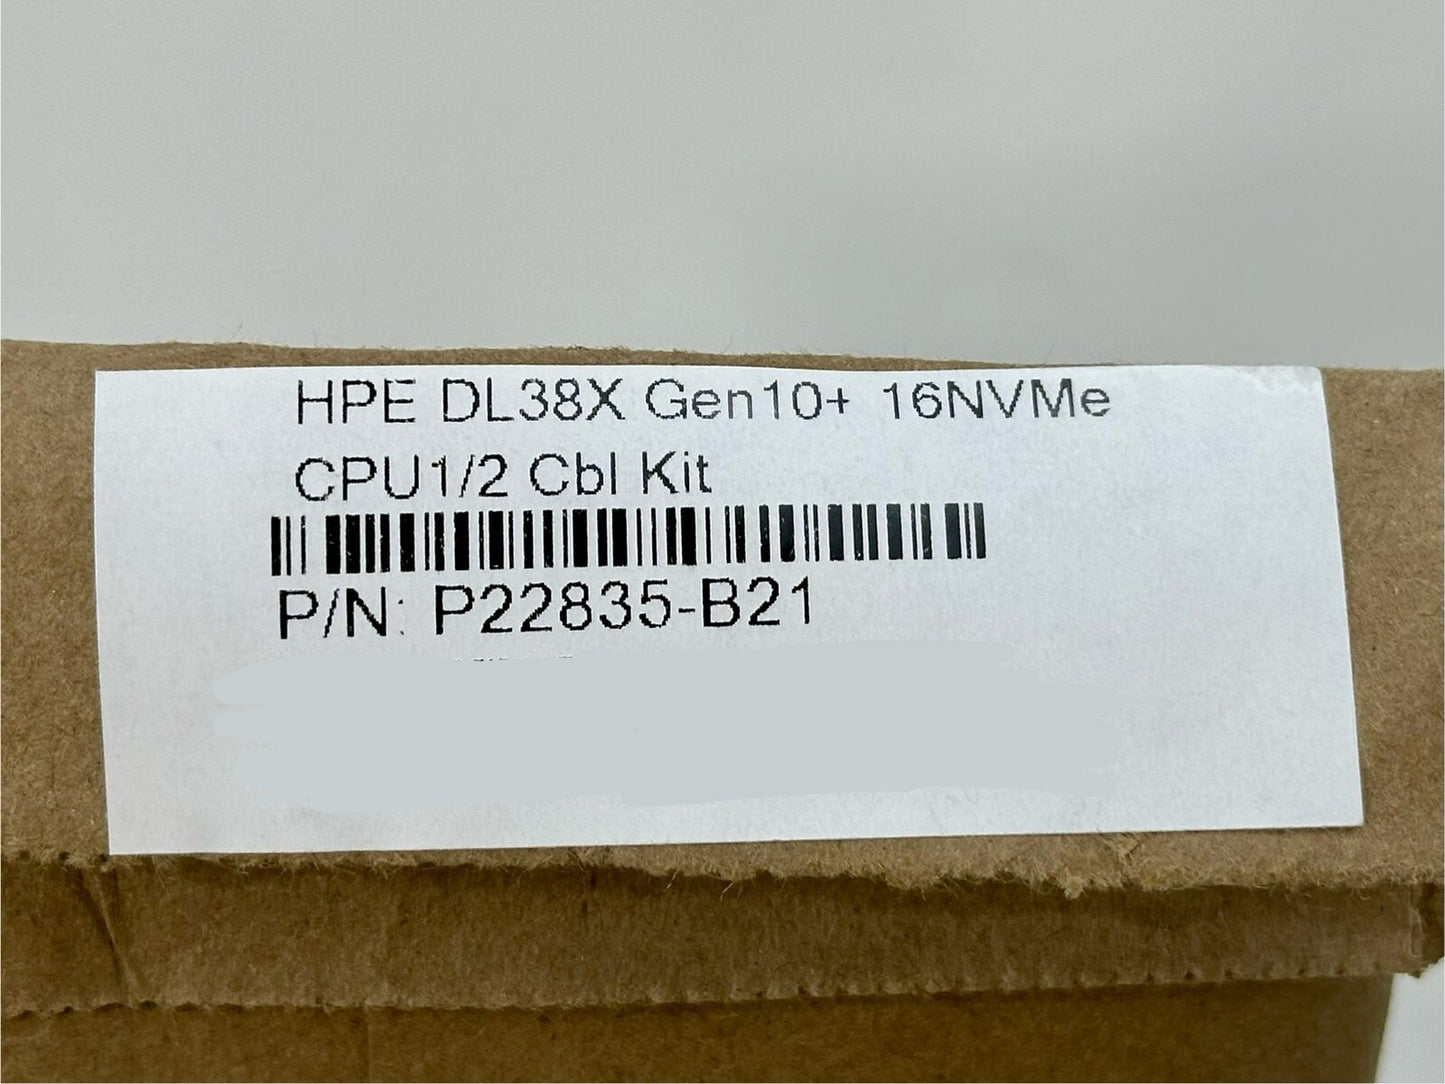 HPE DL38X Gen10+ 16NVMe
CPU1/2 Cbl Kit
P/N: P22835-B21